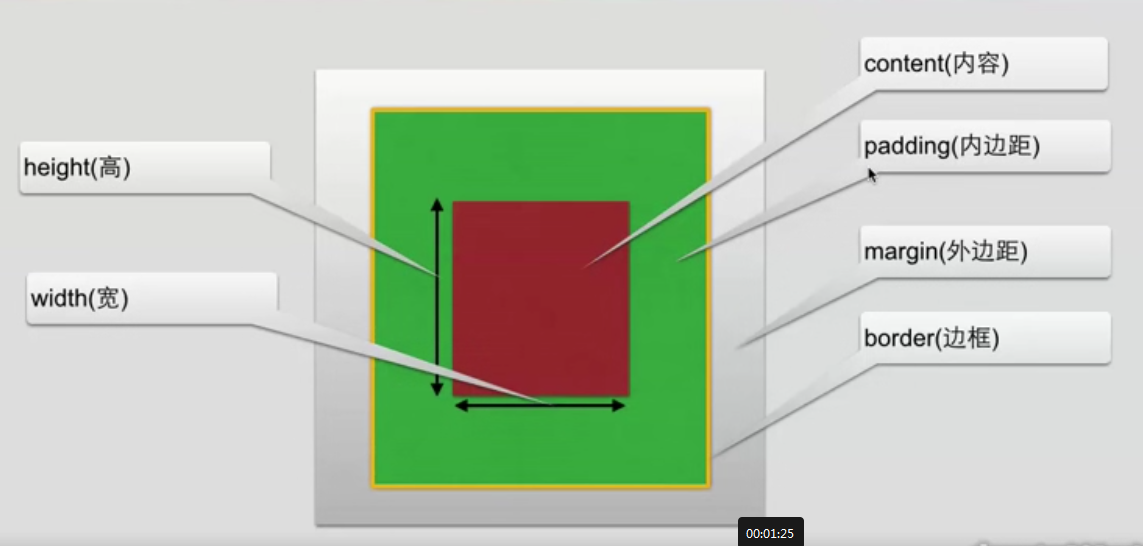 content(内容)
padding(内边距)
height(高)
margin(外边距)
width(宽)
border(边框)
00:01:25